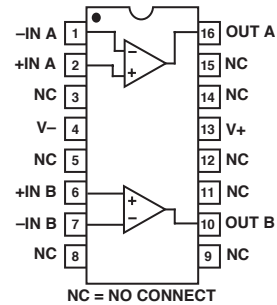 –IN A 1 16 OUT A
+IN A 2 15 NC
NC 3 14 NC
V– 4 13 V+
NC 5 12 NC
+IN B 6 11 NC
–IN B 7 10 OUT B
NC 8 9 NC
– +
+ –
NC = NO CONNECT